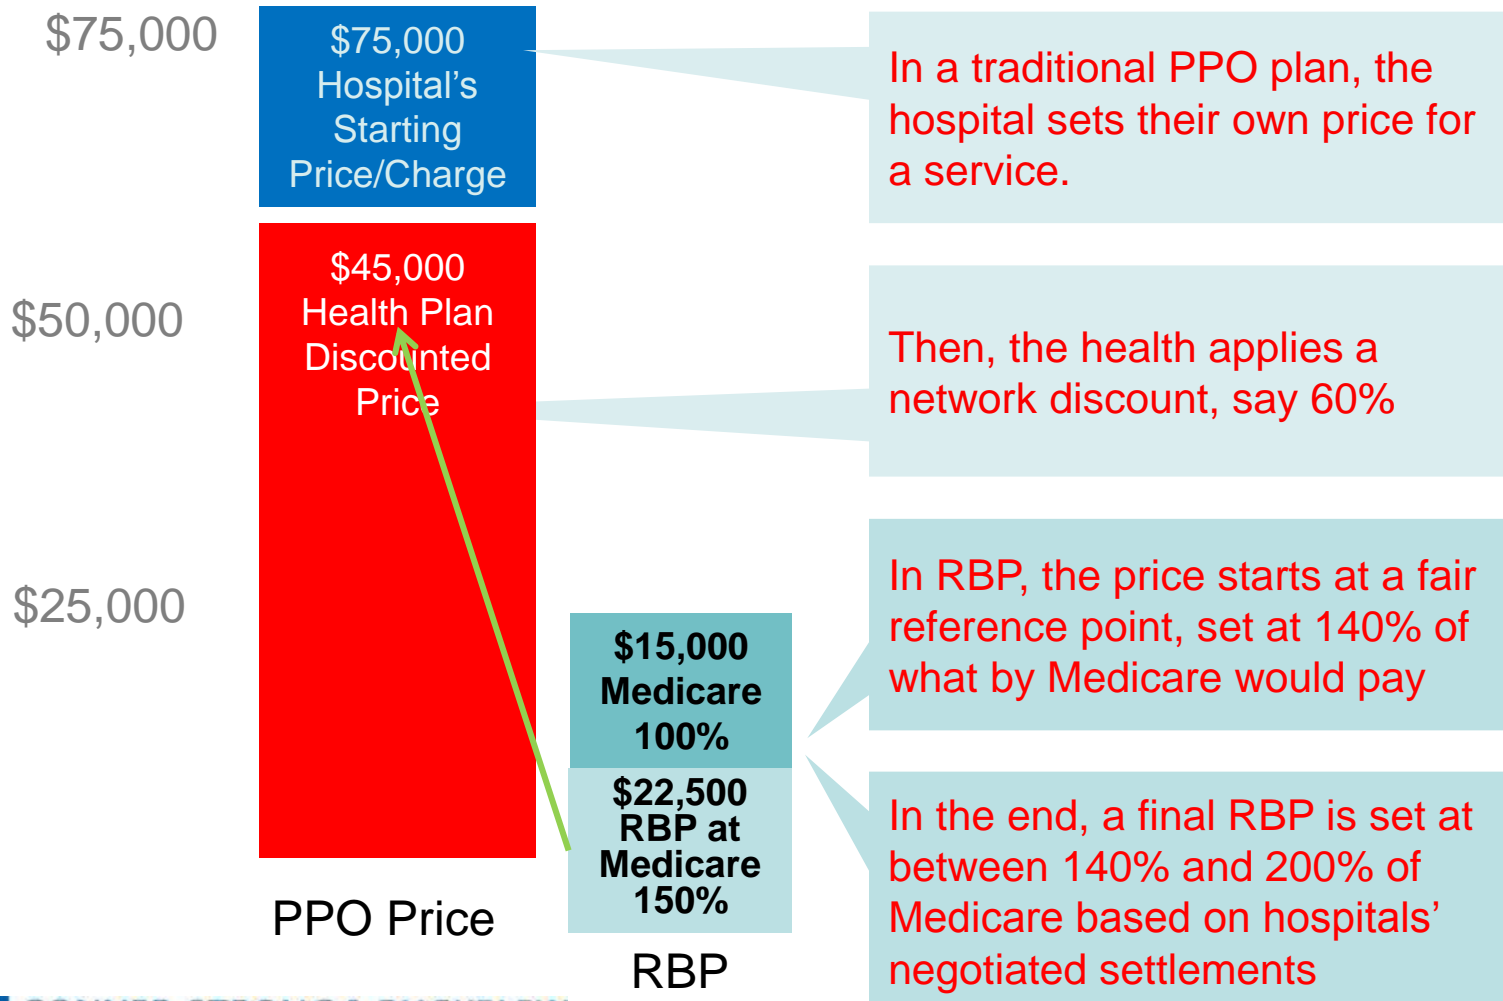 $75,000
$50,000
$25,000
$75,000
Hospital's
Starting
Price/Charge
$45,000
Health Plan
Discounted
Price
PPO Price
$15,000
Medicare
100%
$22,500
RBP at
Medicare
150%
RBP
In a traditional PPO plan, the
hospital sets their own price for
a service.
Then, the health applies a
network discount, say 60%
In RBP, the price starts at a fair
reference point, set at 140% of
what by Medicare would pay
In the end, a final RBP is set at
between 140% and 200% of
Medicare based on hospitals'
negotiated settlements